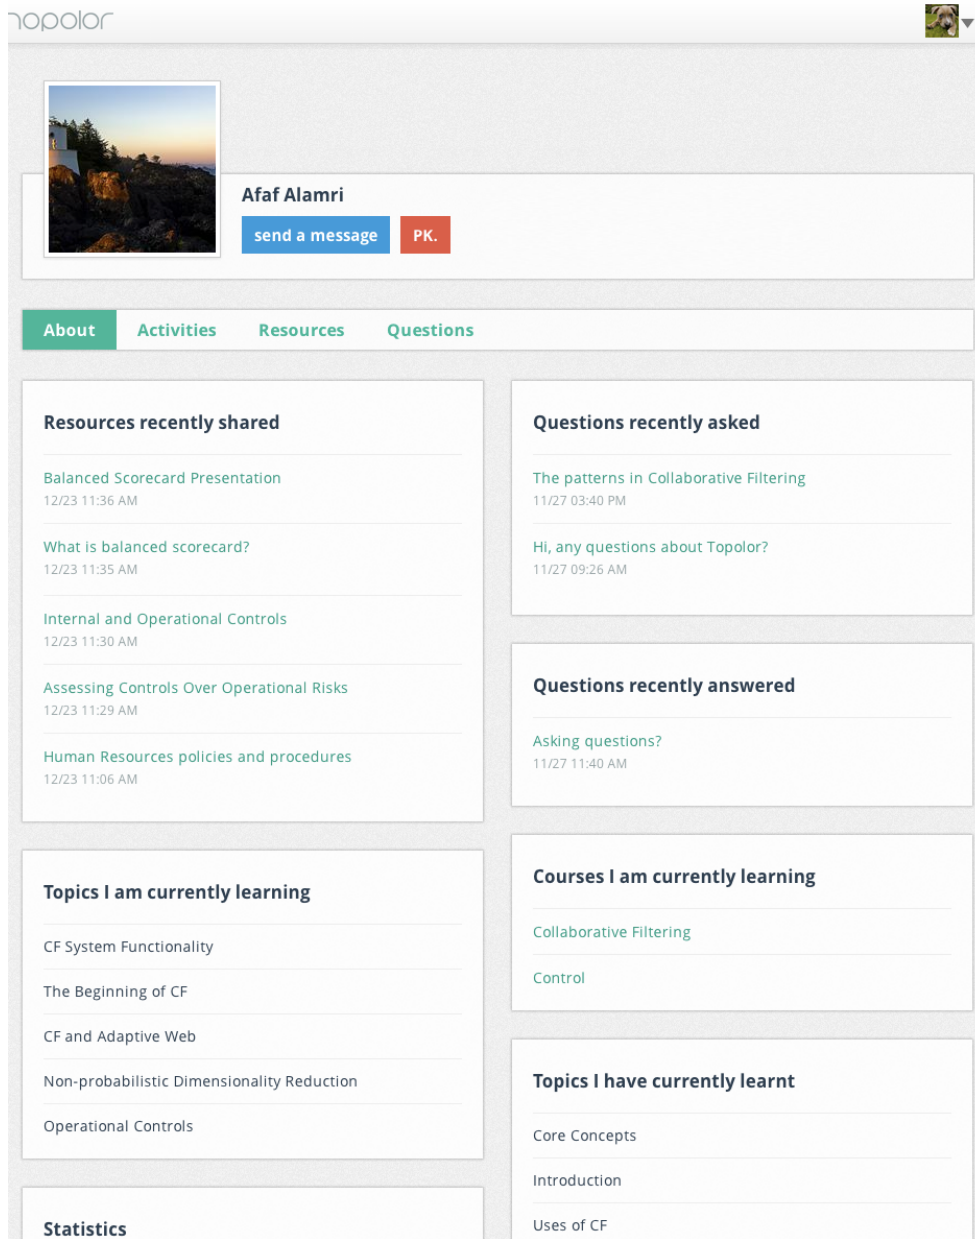 topolor
Afaf Alamri
send a message PK.
About Activities Resources Questions
Resources recently shared
Balanced Scorecard Presentation
12/23 11:36 AM
What is balanced scorecard?
12/23 11:35 AM
Internal and Operational Controls
12/23 11:30 AM
Assessing Controls Over Operational Risks
12/23 11:29 AM
Human Resources policies and procedures
12/23 11:06 AM
Topics I am currently learning
CF System Functionality
The Beginning of CF
CF and Adaptive Web
Non-probabilistic Dimensionality Reduction
Operational Controls
Statistics
Questions recently asked
The patterns in Collaborative Filtering
11/27 03:40 PM
Hi, any questions about Topolor?
11/27 09:26 AM
Questions recently answered
Asking questions?
11/27 11:40 AM
Courses I am currently learning
Collaborative Filtering
Control
Topics I have currently learnt
Core Concepts
Introduction
Uses of CF